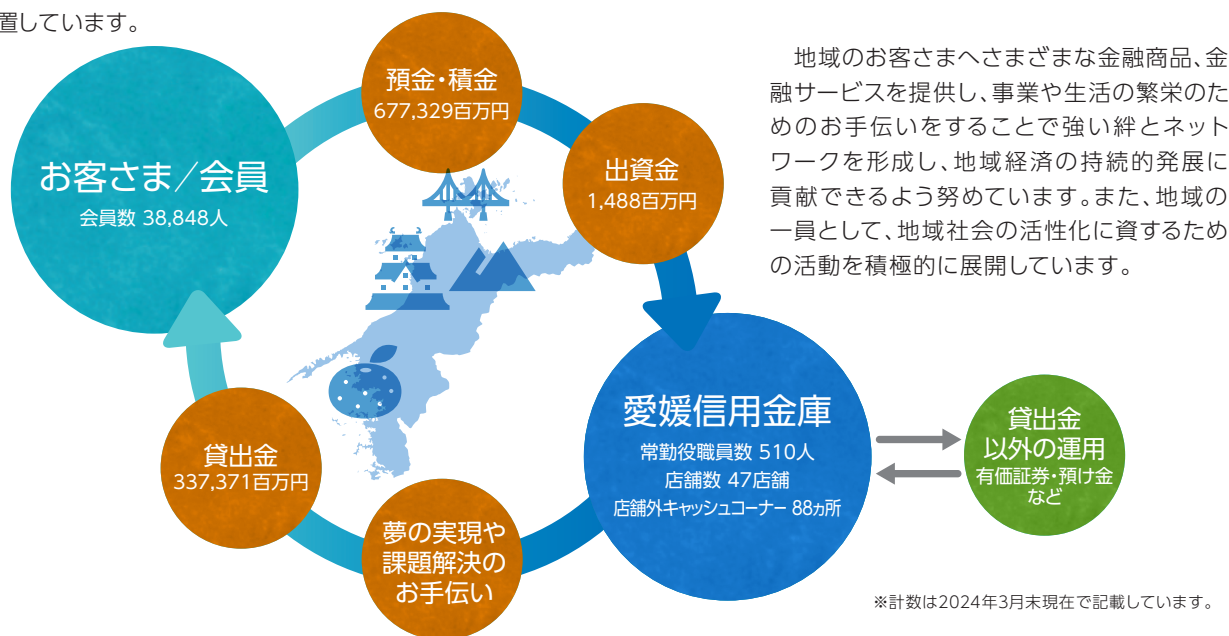 置しています。
地域のお客さまへさまざまな金融商品、金
融サービスを提供し、事業や生活の繁栄のた
めのお手伝いをすることで強い絆とネット
ワークを形成し、地域経済の持続的発展に
貢献できるよう努めています。また、地域の
一員として、地域社会の活性化に資するため
の活動を積極的に展開しています。
お客さま/会員
会員数 38,848人
預金・積金
677,329百万円
出資金
1,488百万円
愛媛信用金庫
常勤役職員数 510人
店舗数 47店舗
店舗外キャッシュコーナー 88ヵ所
貸出金
以外の運用
有価証券・預け金
など
夢の実現や
課題解決の
お手伝い
貸出金
337,371百万円
※計数は2024年3月末現在で記載しています。